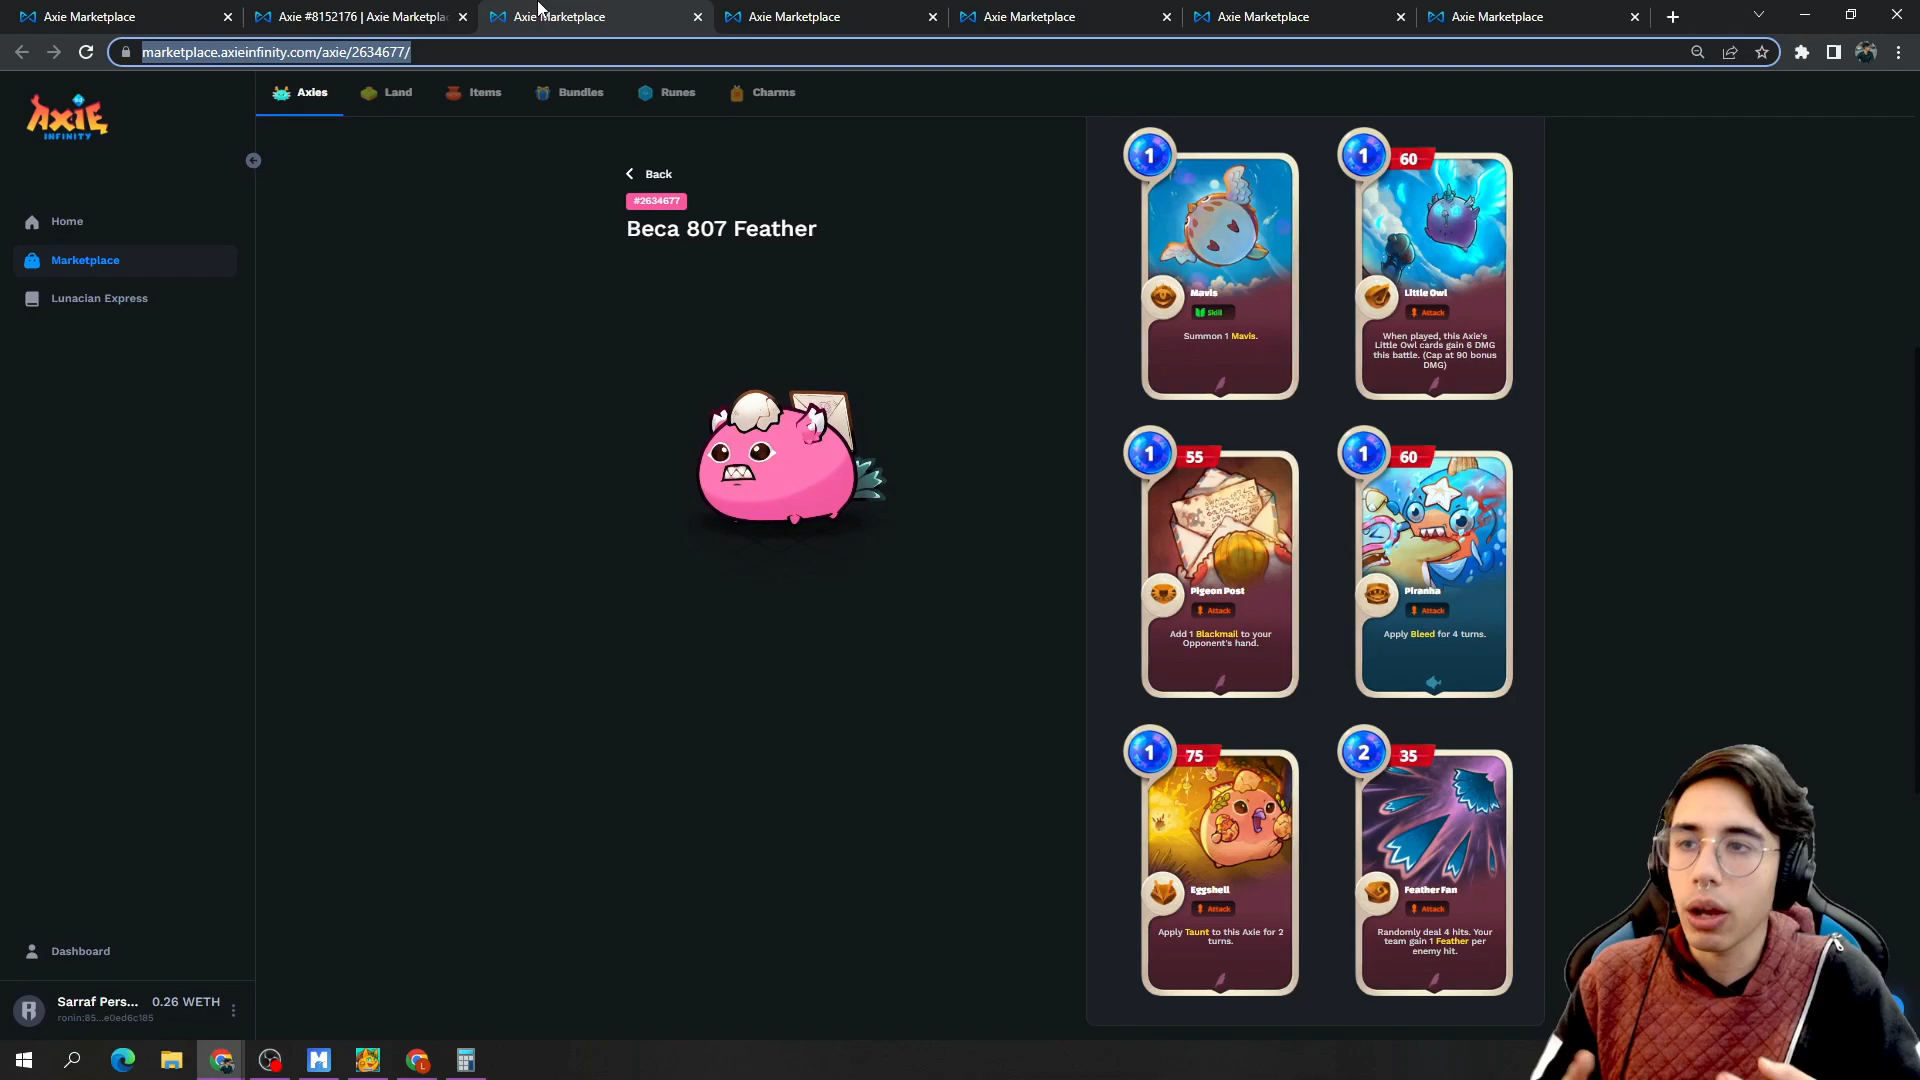 Axie Marketplace
Axie #8152176 | Axie Marketpla
Axie Marketplace
Axie Marketplace
Axie Marketplace
Axie Marketplace
Axie Marketplace
marketplace.axieinfinity.com/axie/2634677/
AXIE
INFINITY
Axies
Land
Items
Bundles
Runes
Charms
Home
Marketplace
Lunacian Express
Back
#2634677
Beca 807 Feather
1
Mavis
Skill
Summon 1 Mavis.
1
60
Little Owl
Attack
When played, this Axie's
Little Owl cards gain 6 DMG
this battle. (Cap at 90 bonus
DMG)
1
55
Pigeon Post
Attack
Add 1 Blackmail to your
Opponent's hand.
1
60
Piranha
Attack
Apply Bleed for 4 turns.
1
75
Eggshell
Attack
Apply Taunt to this Axie for 2
turns.
2
35
Feather Fan
Attack
Randomly deal 4 hits. Your
team gain 1 Feather per
enemy hit.
Dashboard
Sarraf Pers... 0.26 WETH
ronin:85...e0ed6c185